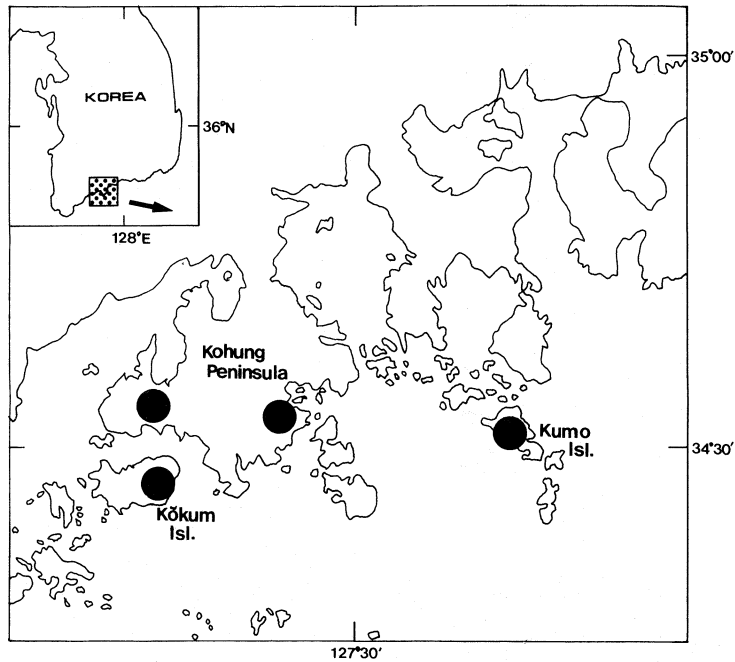 KOREA
36°N
128°E
35°00'
Kohung
Peninsula
Kumo
Isl.
34°30'
Kŏkum
Isl.
127°30'